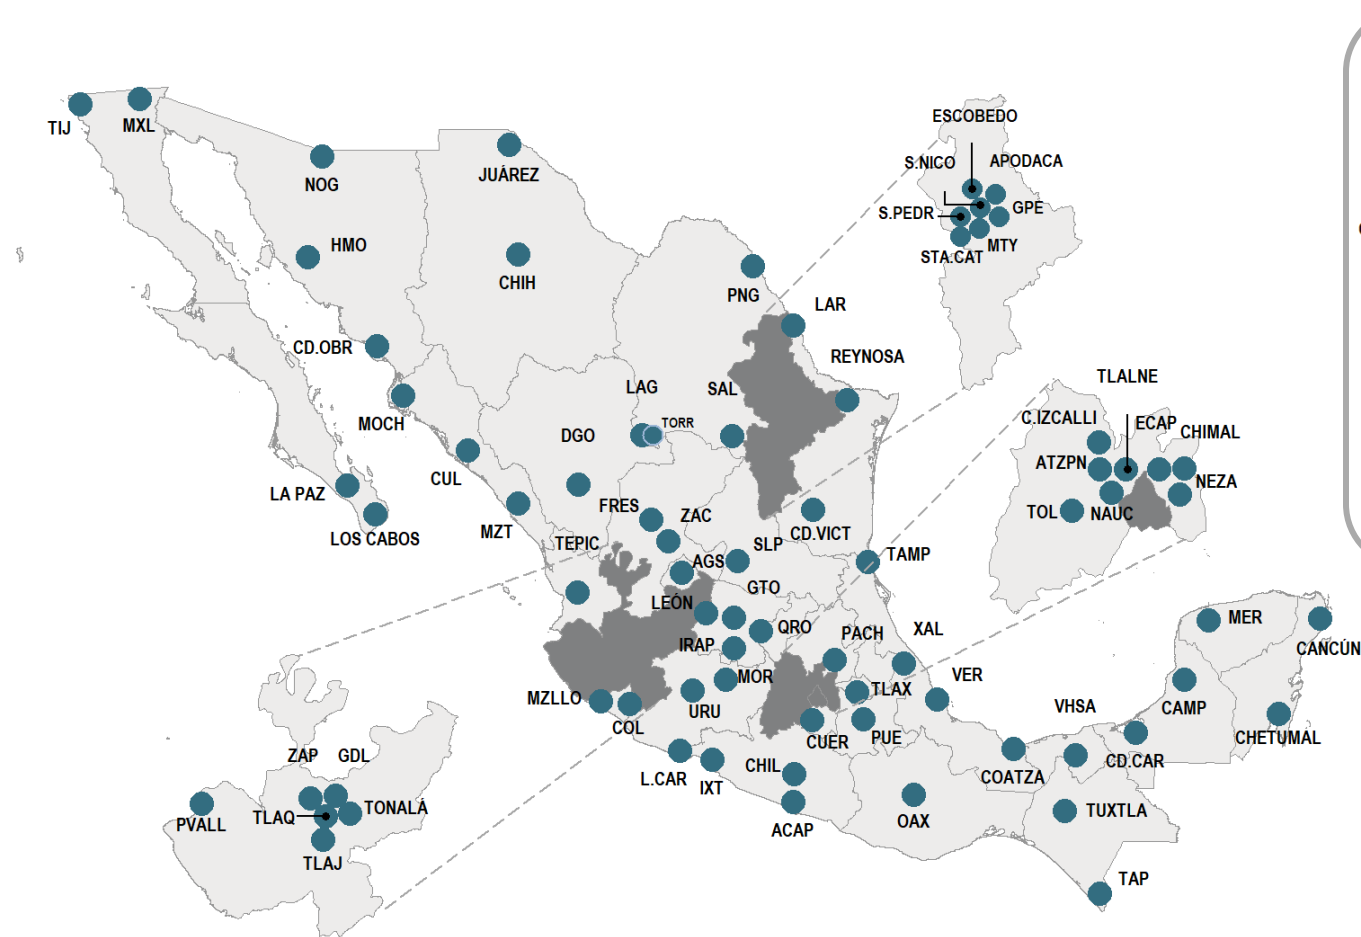 ESCOBEDO
TIJ
MXL
S.NICO
APODACA
JUÁREZ
NOG
S.PEDR
GPE
HMO
MTY
STA.CAT
CHIH
PNG
LAR
CD.OBR
REYNOSA
TLALNE
LAG
SAL
C.IZCALLI
MOCH
TORR
ECAP
CHIMAL
DGO
ATZPN
CUL
NEZA
LA PAZ
FRES
ZAC
TOL
NAUC
MZT
CD.VICT
LOS CABOS
TEPIC
SLP
TAMP
AGS
GTO
LEÓN
MER
QRO
PACH
XAL
IRAP
CANCÚN
MOR
TLAX
VER
MZLLO
URU
VHSA
CAMP
COL
CUER
PUE
CHETUMAL
ZAP
GDL
CHIL
CD.CAR
L.CAR
IXT
COATZA
TONALÁ
PVALL
TLAQ
ACAP
OAX
TUXTLA
TLAJ
TAP